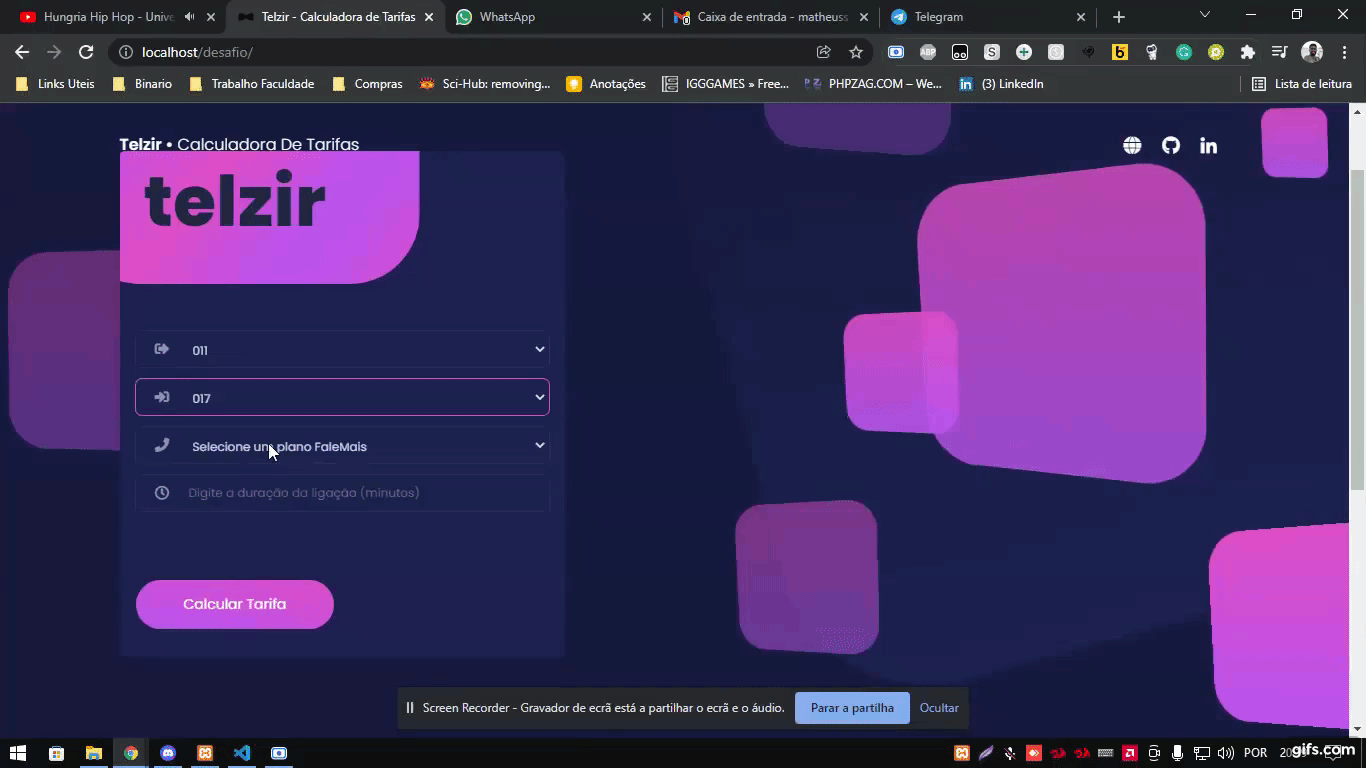 Hungria Hip Hop - Unive
Telzir - Calculadora de Tarifas
WhatsApp
Caixa de entrada - matheuss
Telegram
localhost/desafio/
Links Uteis
Binario
Trabalho Faculdade
Compras
Sci-Hub: removing...
Anotações
IGGGAMES » Free...
PHPZAG.COM – We...
(3) LinkedIn
Lista de leitura
Telzir • Calculadora De Tarifas
telzir
011
017
Selecione um plano FaleMais
Digite a duração da ligação (minutos)
Calcular Tarifa
Screen Recorder - Gravador de ecrã está a partilhar o ecrã e o áudio.
Parar a partilha
Ocultar
POR
gifs.com